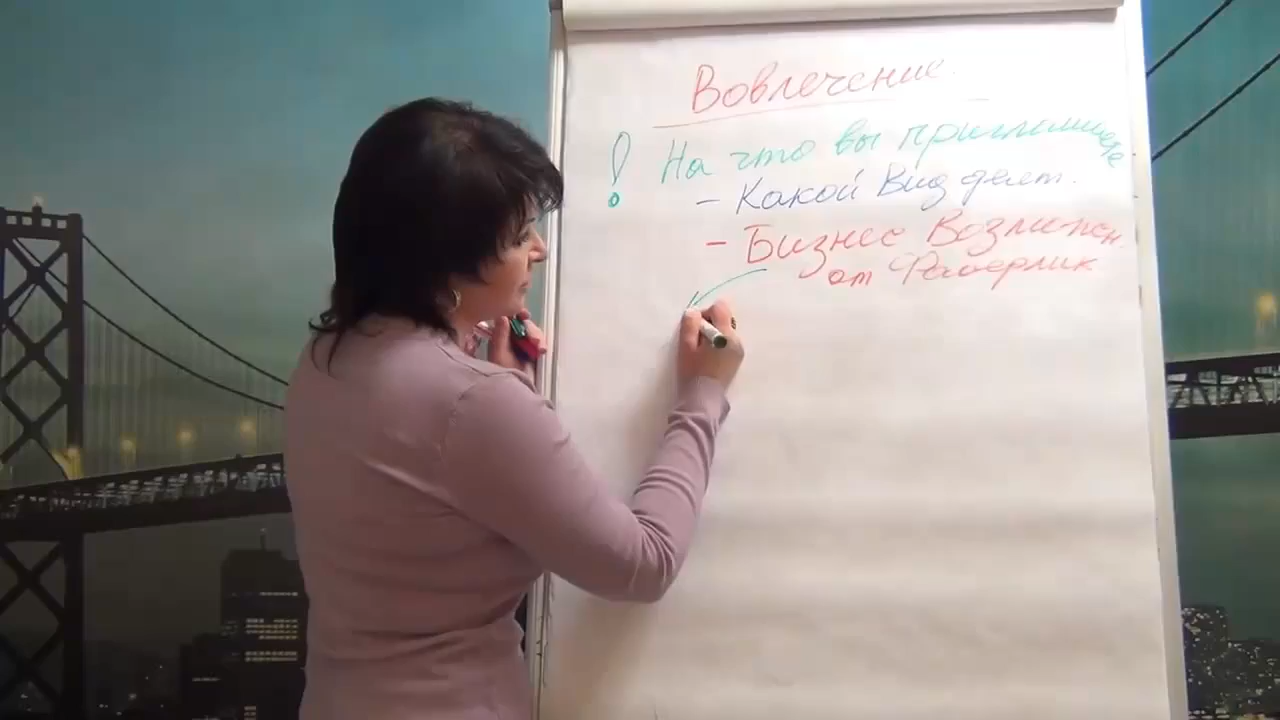 Вовлечение.
! На что вы приглашаете
- Какой вид деят.
- Бизнес Возможн.
от Фаберлик